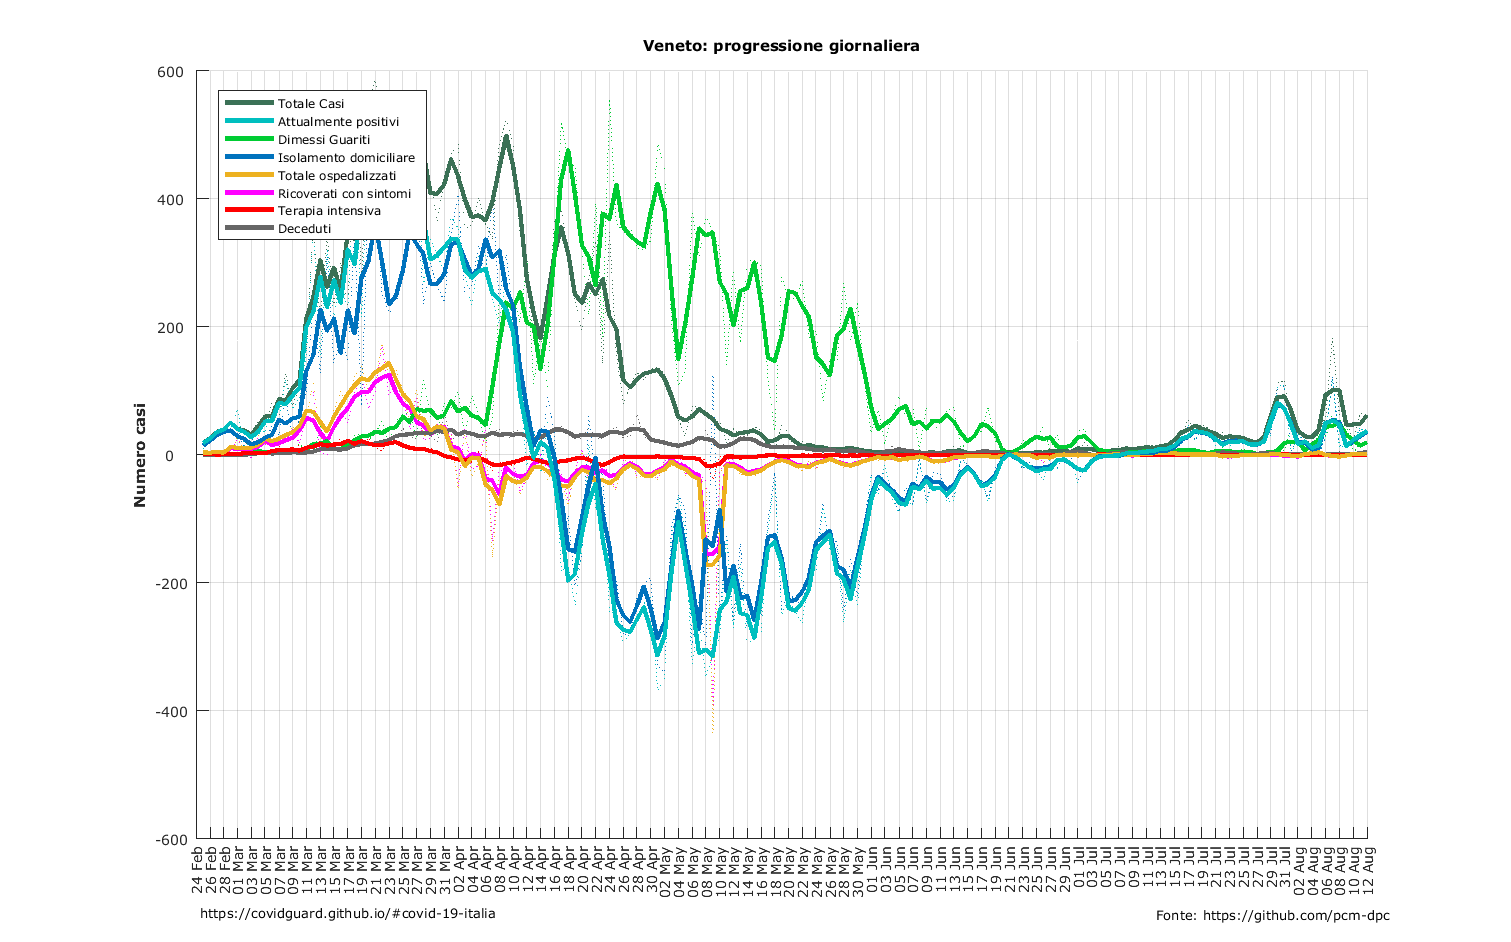 Veneto: progressione giornaliera
600
400
200
0
-200
-400
-600
Numero casi
Totale Casi
Attualmente positivi
Dimessi Guariti
Isolamento domiciliare
Totale ospedalizzati
Ricoverati con sintomi
Terapia intensiva
Deceduti
24 Feb
26 Feb
28 Feb
01 Mar
03 Mar
05 Mar
07 Mar
09 Mar
11 Mar
13 Mar
15 Mar
17 Mar
19 Mar
21 Mar
23 Mar
25 Mar
27 Mar
29 Mar
31 Mar
02 Apr
04 Apr
06 Apr
08 Apr
10 Apr
12 Apr
14 Apr
16 Apr
18 Apr
20 Apr
22 Apr
24 Apr
26 Apr
28 Apr
30 Apr
02 May
04 May
06 May
08 May
10 May
12 May
14 May
16 May
18 May
20 May
22 May
24 May
26 May
28 May
30 May
01 Jun
03 Jun
05 Jun
07 Jun
09 Jun
11 Jun
13 Jun
15 Jun
17 Jun
19 Jun
21 Jun
23 Jun
25 Jun
27 Jun
29 Jun
01 Jul
03 Jul
05 Jul
07 Jul
09 Jul
11 Jul
13 Jul
15 Jul
17 Jul
19 Jul
21 Jul
23 Jul
25 Jul
27 Jul
29 Jul
31 Jul
02 Aug
04 Aug
06 Aug
08 Aug
10 Aug
12 Aug
https://covidguard.github.io/#covid-19-italia
Fonte: https://github.com/pcm-dpc